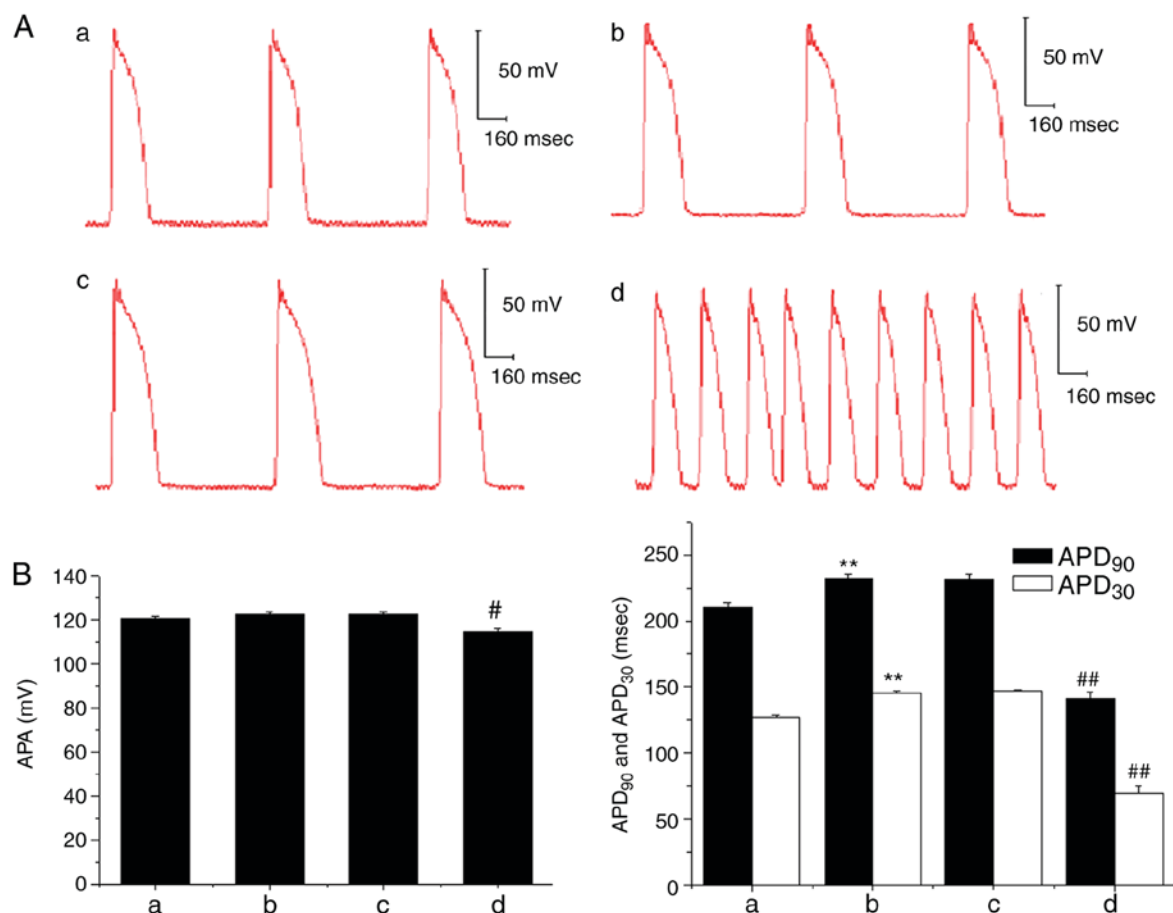 A
a
50 mV
160 msec
b
50 mV
160 msec
c
50 mV
160 msec
d
50 mV
160 msec
B
APA (mV)
140
120
100
80
60
40
20
0
#
a b c d
APD90 and APD30 (msec)
250
200
150
100
50
0
APD90
APD30
**
**
##
##
a b c d